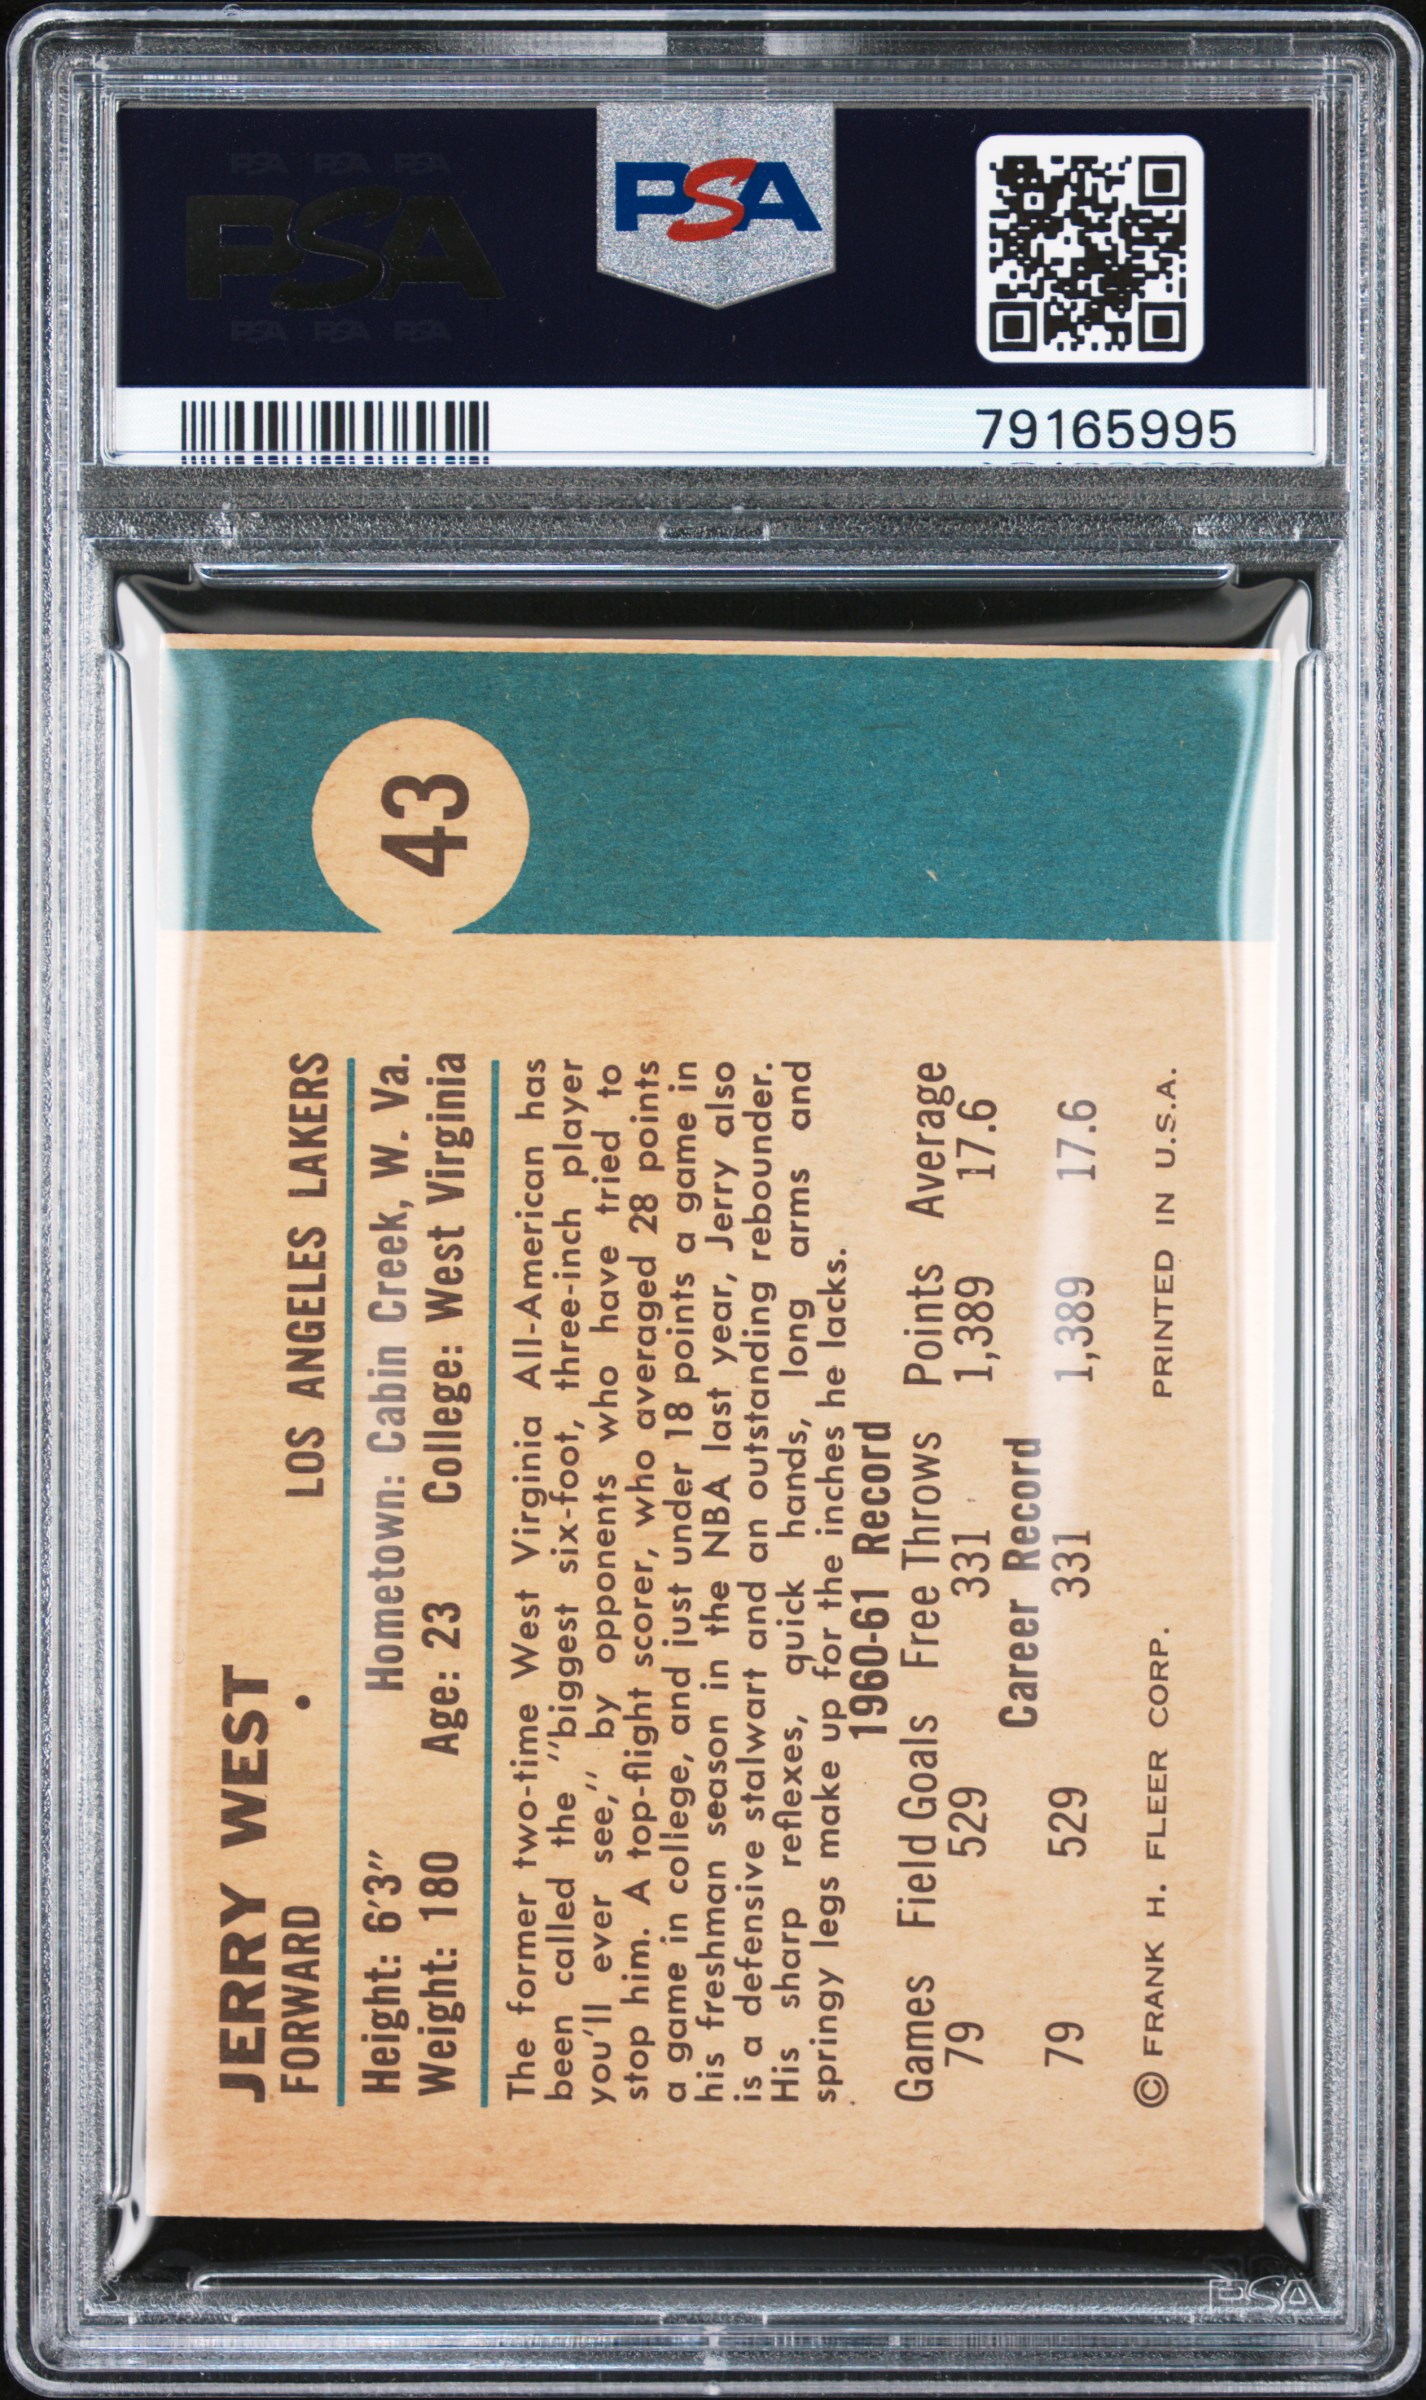 PSA PSA PSA
PSA
PSA PSA PSA
PSA
79165995
43
JERRY WEST
FORWARD • LOS ANGELES LAKERS
Height: 6'3" Hometown: Cabin Creek, W. Va.
Weight: 180 Age: 23 College: West Virginia
The former two-time West Virginia All-American has
been called the "biggest six-foot, three-inch player
you'll ever see," by opponents who have tried to
stop him. A top-flight scorer, who averaged 28 points
a game in college, and just under 18 points a game in
his freshman season in the NBA last year, Jerry also
is a defensive stalwart and an outstanding rebounder.
His sharp reflexes, quick hands, long arms and
springy legs make up for the inches he lacks.
1960-61 Record
Games Field Goals Free Throws Points Average
79 529 331 1,389 17.6
Career Record
79 529 331 1,389 17.6
© FRANK H. FLEER CORP. PRINTED IN U.S.A.
PSA